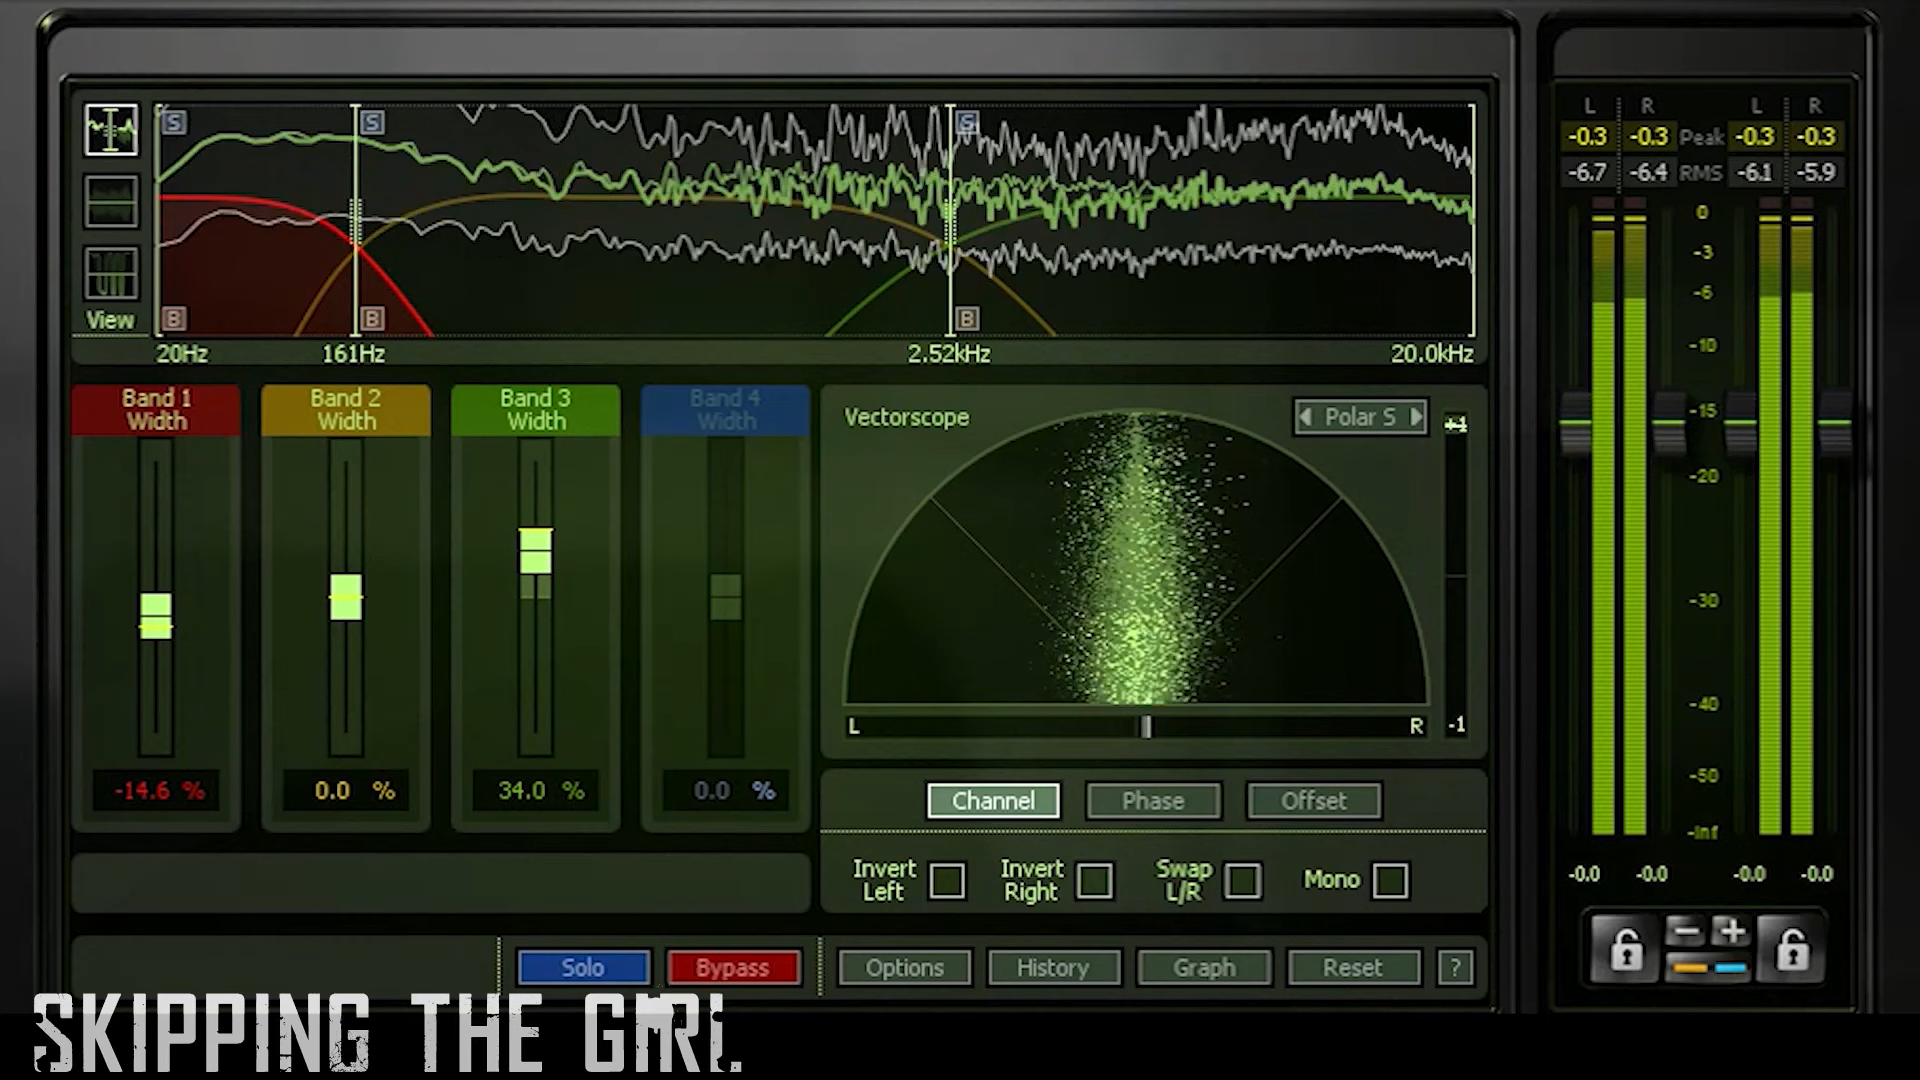 S
S
S
B
B
B
View
20Hz 161Hz 2.52kHz 20.0kHz
Band 1 Width
Band 2 Width
Band 3 Width
Band 4 Width
-14.6 %
0.0 %
34.0 %
0.0 %
Vectorscope
Polar S
+1
L
R
-1
Channel
Phase
Offset
Invert Left
Invert Right
Swap L/R
Mono
Solo
Bypass
Options
History
Graph
Reset
?
L R L R
-0.3 -0.3 Peak -0.3 -0.3
-6.7 -6.4 RMS -6.1 -5.9
0
-3
-6
-10
-15
-20
-30
-40
-50
-Inf
-0.0 -0.0 -0.0 -0.0
SKIPPING THE GIRL